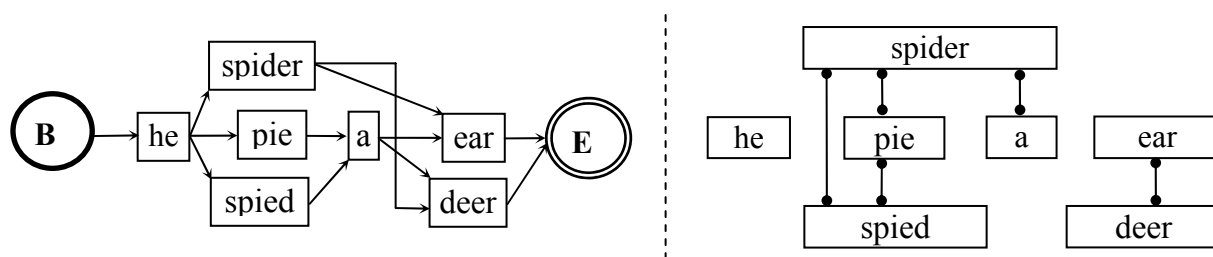 spider
B
he
pie
a
ear
E
spied
deer
spider
he
pie
a
ear
spied
deer